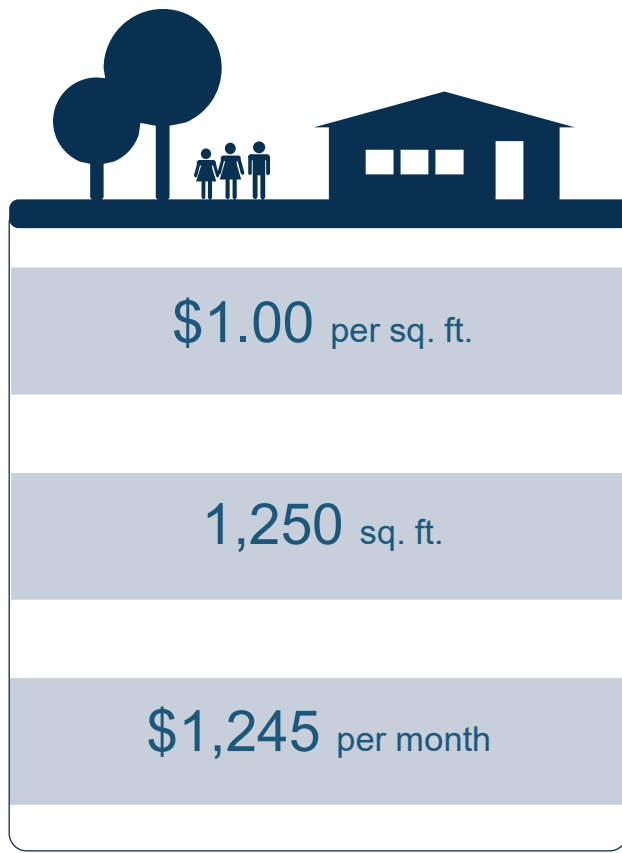 $1.00 per sq. ft.
1,250 sq. ft.
$1,245 per month